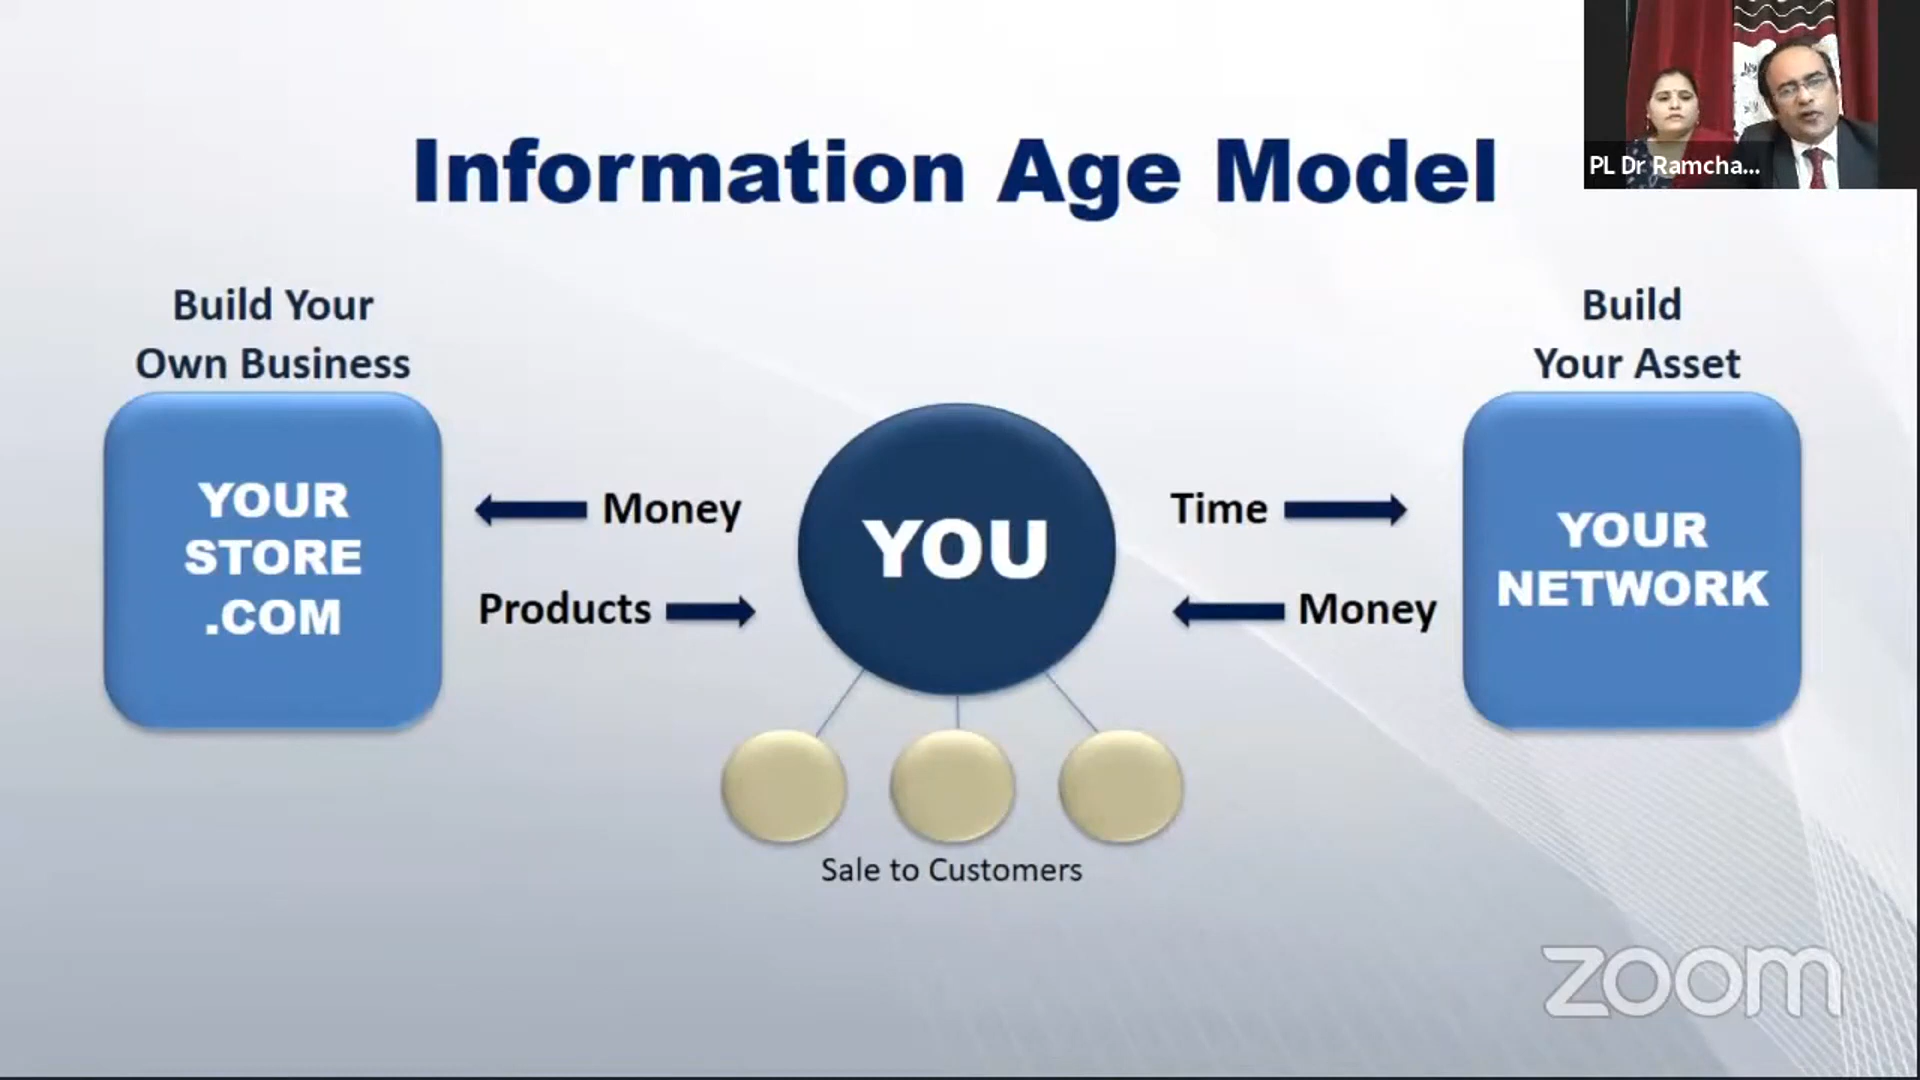 Information Age Model
PL Dr Ramcha...
Build Your
Own Business
YOUR
STORE
.COM
Money
Products
YOU
Sale to Customers
Time
Money
Build
Your Asset
YOUR
NETWORK
zoom